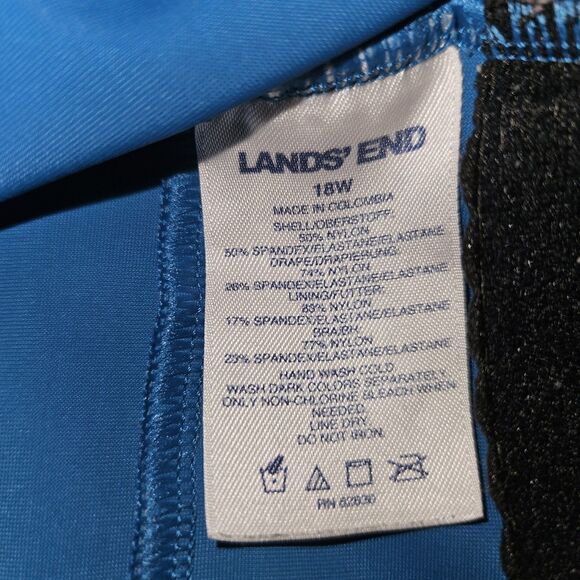 LANDS' END
18W
MADE IN COLOMBIA
SHELL/OBERSTOFF:
50% NYLON
50% SPANDEX/ELASTANE/ELASTANE
DRAPE/DRAPIERUNG:
74% NYLON
26% SPANDEX/ELASTANE/ELASTANE
LINING/FUTTER:
83% NYLON
17% SPANDEX/ELASTANE/ELASTANE
BRA/BH:
77% NYLON
23% SPANDEX/ELASTANE/ELASTANE
HAND WASH COLD
WASH DARK COLORS SEPARATELY.
ONLY NON-CHLORINE BLEACH WHEN
NEEDED.
LINE DRY.
DO NOT IRON.
RN 82830